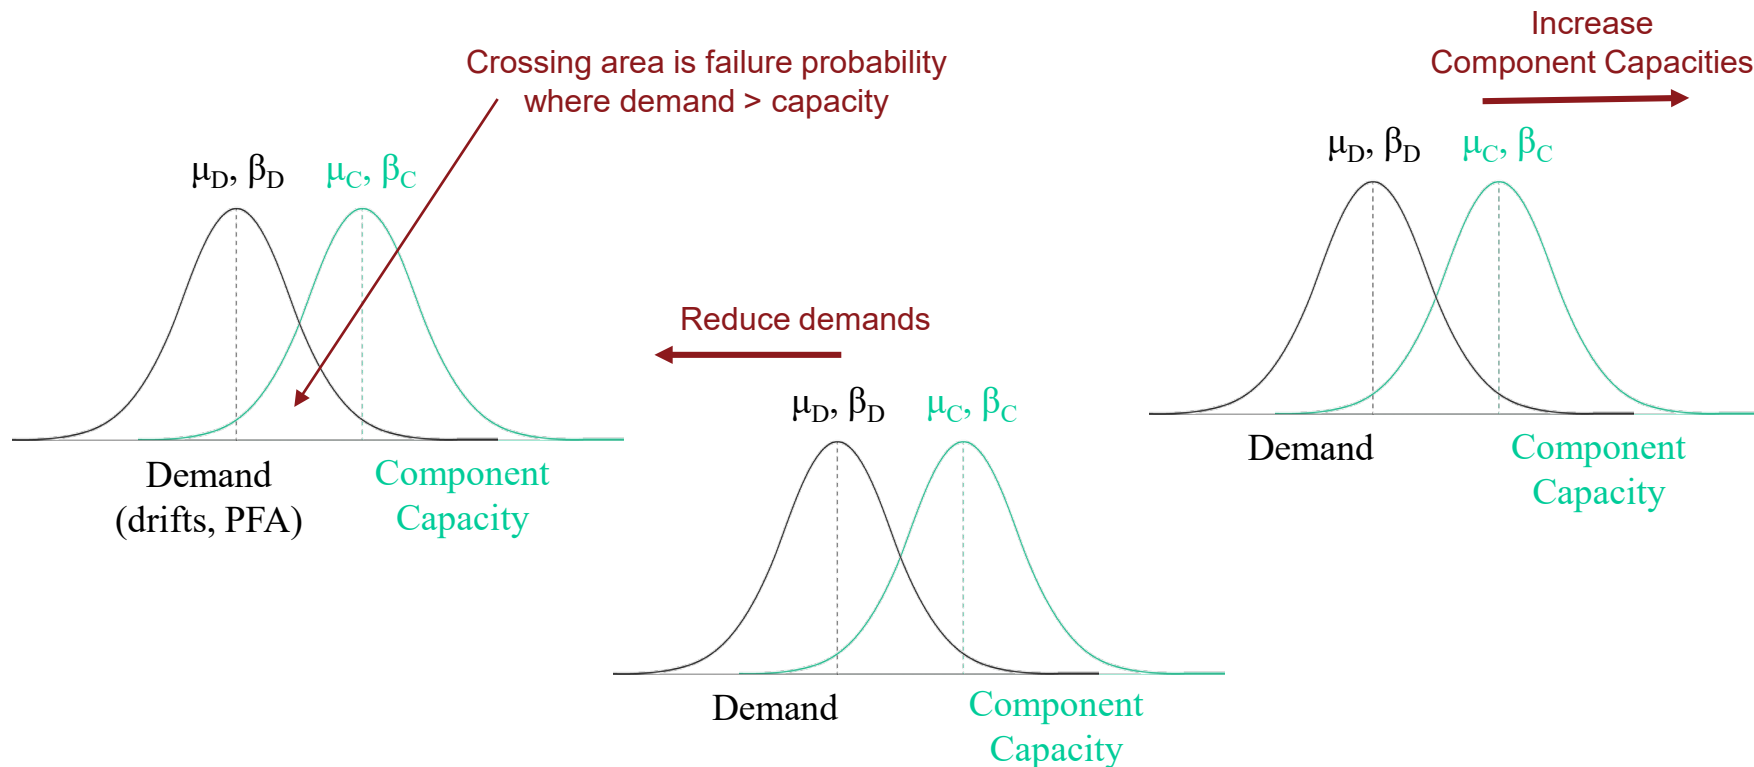 Crossing area is failure probability
where demand > capacity
μD, βD
μC, βC
Demand
(drifts, PFA)
Component
Capacity
Reduce demands
μD, βD
μC, βC
Demand
Component
Capacity
Increase
Component Capacities
μD, βD
μC, βC
Demand
Component
Capacity